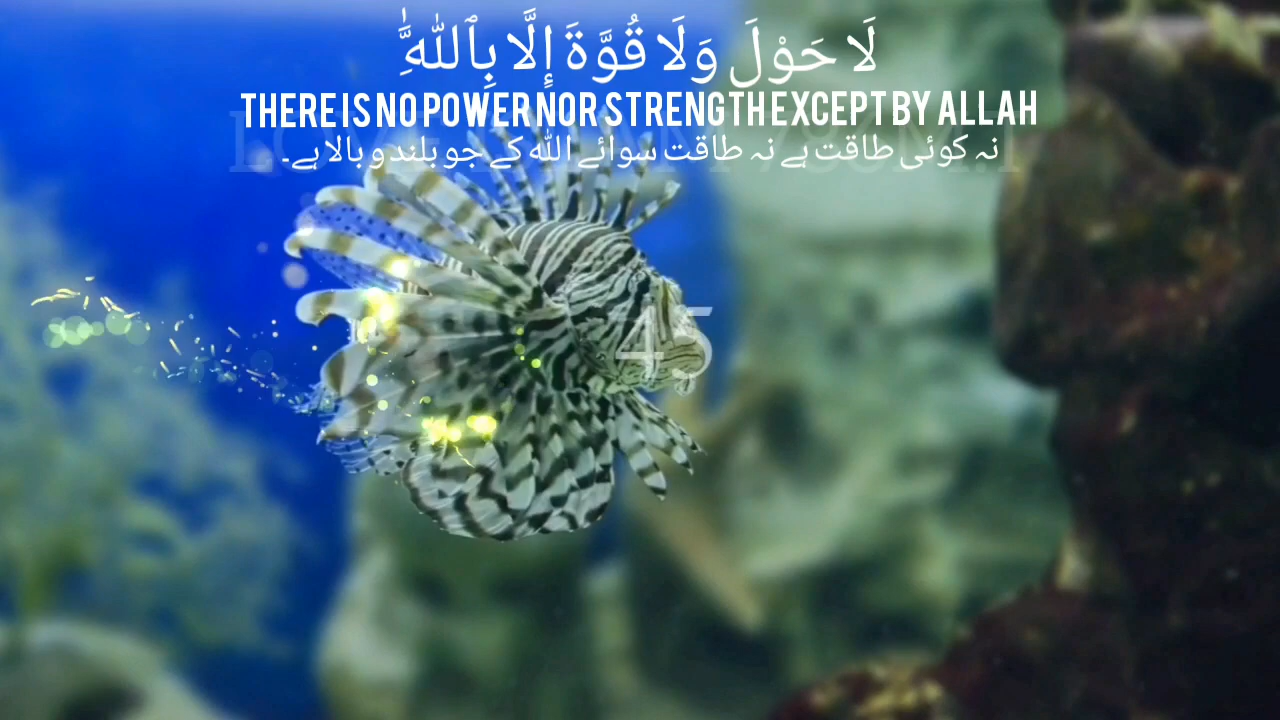 لَا حَوْلَ وَلَا قُوَّةَ إِلَّا بِٱللَّٰهِ
THERE IS NO POWER NOR STRENGTH EXCEPT BY ALLAH
نہ کوئی طاقت ہے نہ طاقت سوائے اللہ کے جو بلند و بالا ہے۔
45